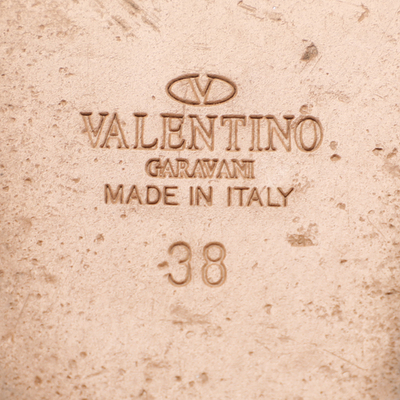 V
VALENTINO
GARAVANI
MADE IN ITALY
38